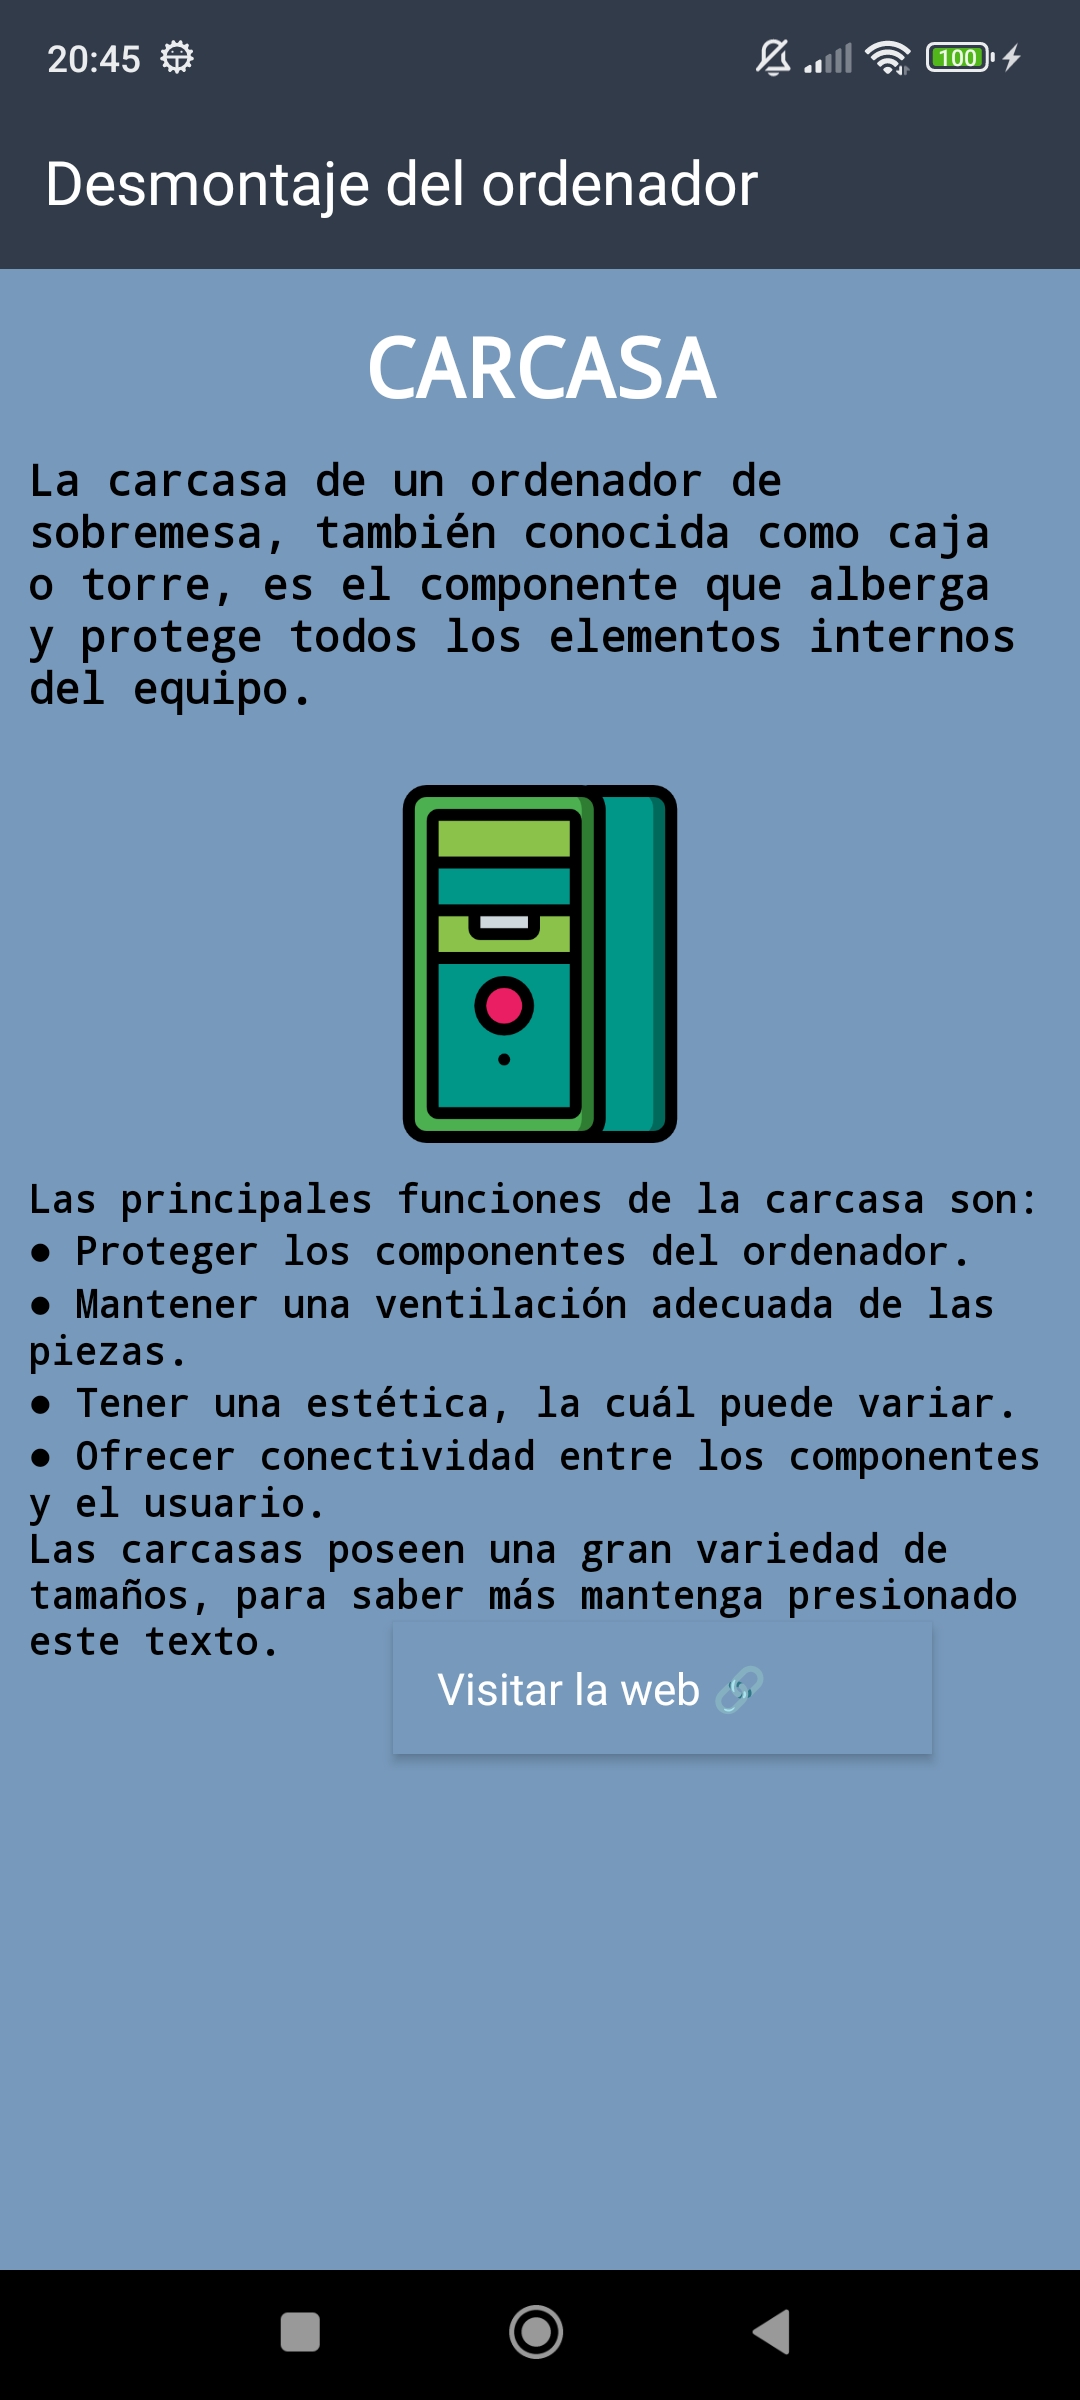 20:45
100
Desmontaje del ordenador
CARCASA
La carcasa de un ordenador de
sobremesa, también conocida como caja
o torre, es el componente que alberga
y protege todos los elementos internos
del equipo.
Las principales funciones de la carcasa son:
● Proteger los componentes del ordenador.
● Mantener una ventilación adecuada de las
piezas.
● Tener una estética, la cuál puede variar.
● Ofrecer conectividad entre los componentes
y el usuario.
Las carcasas poseen una gran variedad de
tamaños, para saber más mantenga presionado
este texto.
Visitar la web 🔗